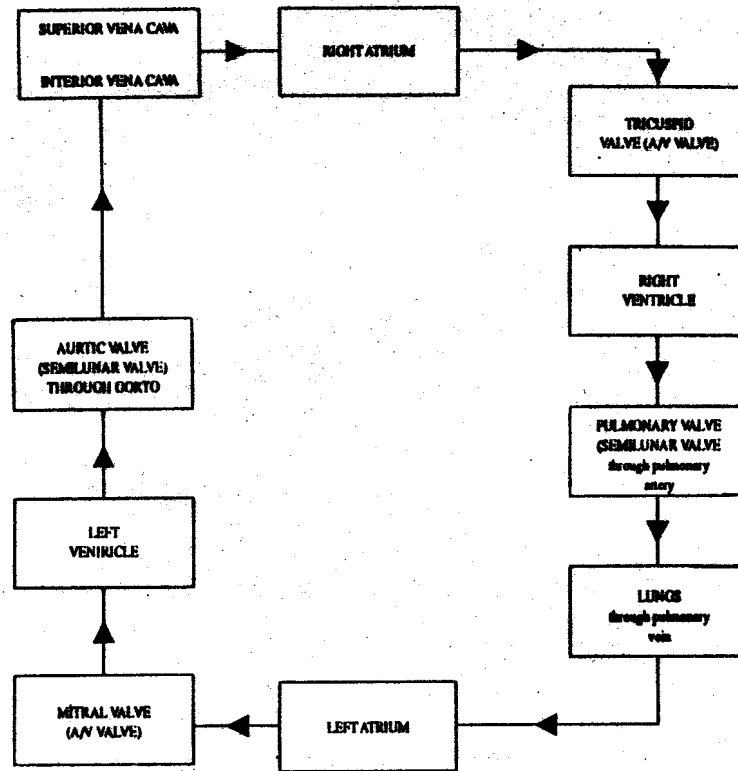 SUPERIOR VENA CAVA
INTERIOR VENA CAVA
RIGHT ATRIUM
TRICUSPID
VALVE (A/V VALVE)
RIGHT
VENTRICLE
PULMONARY VALVE
(SEMILUNAR VALVE
through pulmonary
artery
LUNGS
through pulmonary
vein
LEFT ATRIUM
MITRAL VALVE
(A/V VALVE)
LEFT
VENIRICLE
AURTIC VALVE
(SEMILUNAR VALVE)
THROUGH OORTO